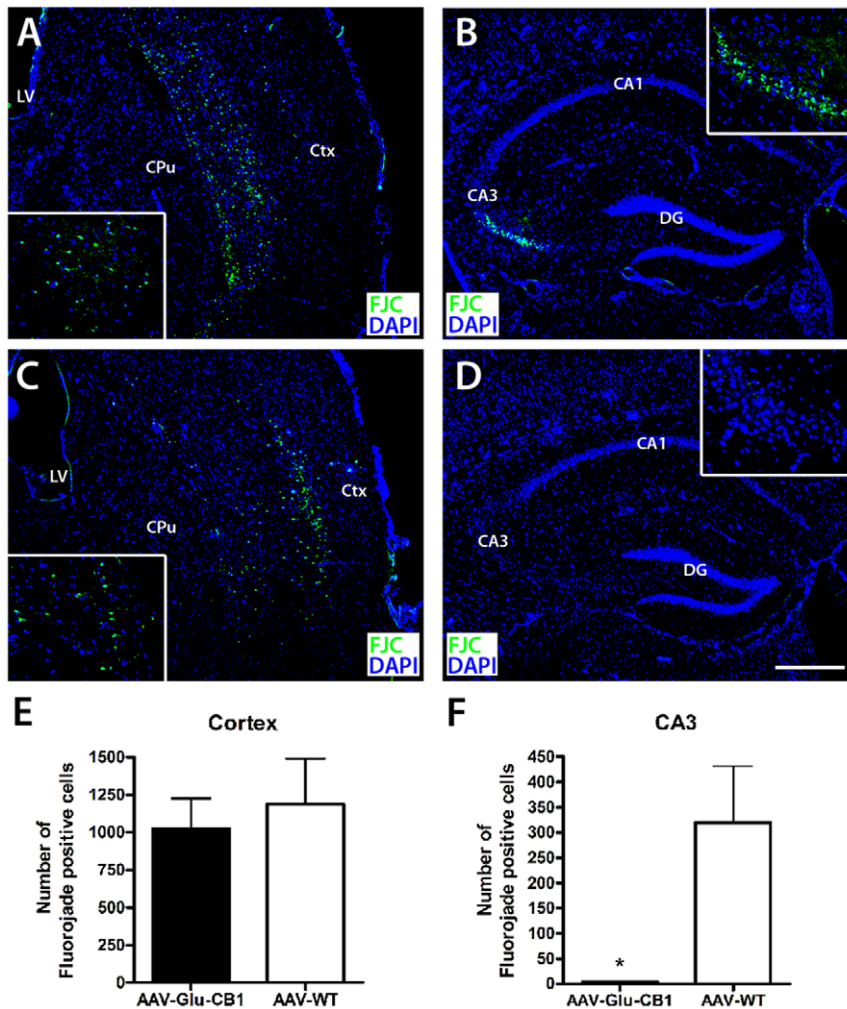 A
LV
CPu
Ctx
FJC
DAPI
B
CA1
CA3
DG
FJC
DAPI
C
LV
CPu
Ctx
FJC
DAPI
D
CA1
CA3
DG
FJC
DAPI
E
Cortex
Number of
Fluorojade positive cells
1500
1250
1000
750
500
250
0
AAV-Glu-CB1 AAV-WT
F
CA3
Number of
Fluorojade positive cells
450
400
350
300
250
200
150
100
50
0
*
AAV-Glu-CB1 AAV-WT